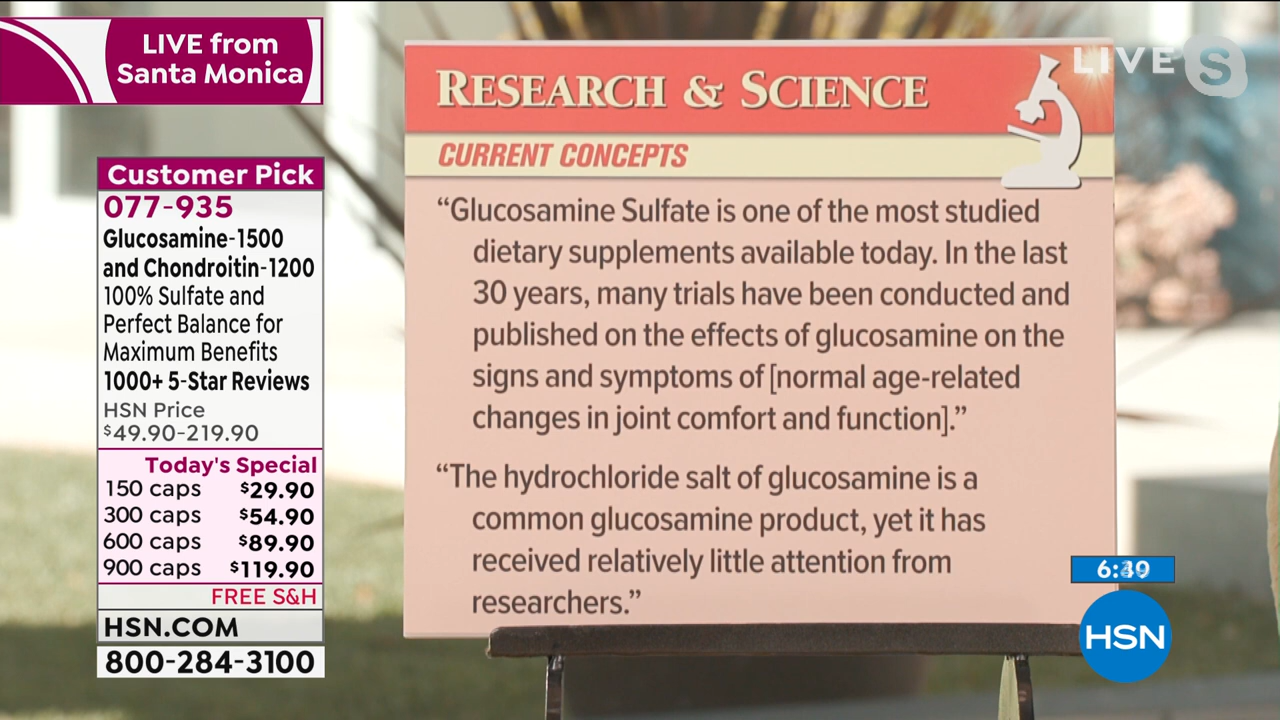 LIVE from
Santa Monica
Customer Pick
077-935
Glucosamine-1500
and Chondroitin-1200
100% Sulfate and
Perfect Balance for
Maximum Benefits
1000+ 5-Star Reviews
HSN Price
$49.90-219.90
Today's Special
150 caps $29.90
300 caps $54.90
600 caps $89.90
900 caps $119.90
FREE S&H
HSN.COM
800-284-3100
LIVE S
RESEARCH & SCIENCE
CURRENT CONCEPTS
“Glucosamine Sulfate is one of the most studied
dietary supplements available today. In the last
30 years, many trials have been conducted and
published on the effects of glucosamine on the
signs and symptoms of [normal age-related
changes in joint comfort and function].”
“The hydrochloride salt of glucosamine is a
common glucosamine product, yet it has
received relatively little attention from
researchers.”
HSN